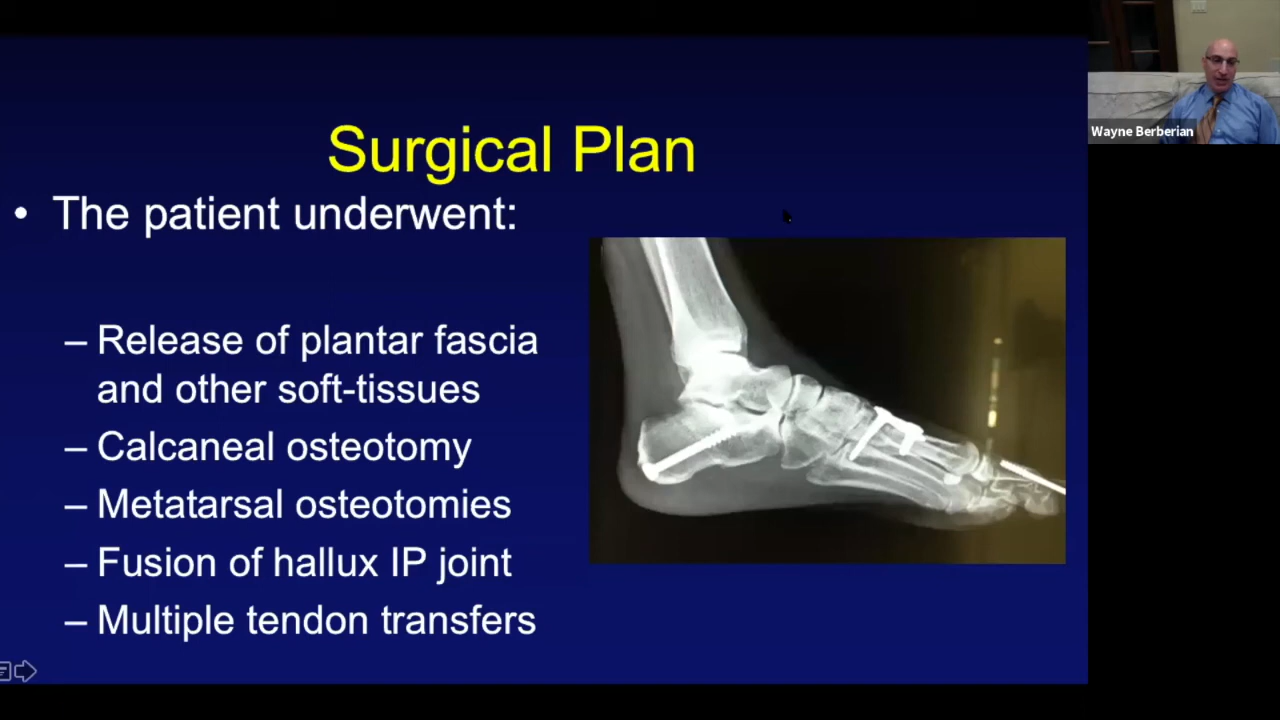 Surgical Plan
• The patient underwent:
– Release of plantar fascia
and other soft-tissues
– Calcaneal osteotomy
– Metatarsal osteotomies
– Fusion of hallux IP joint
– Multiple tendon transfers
Wayne Berberian